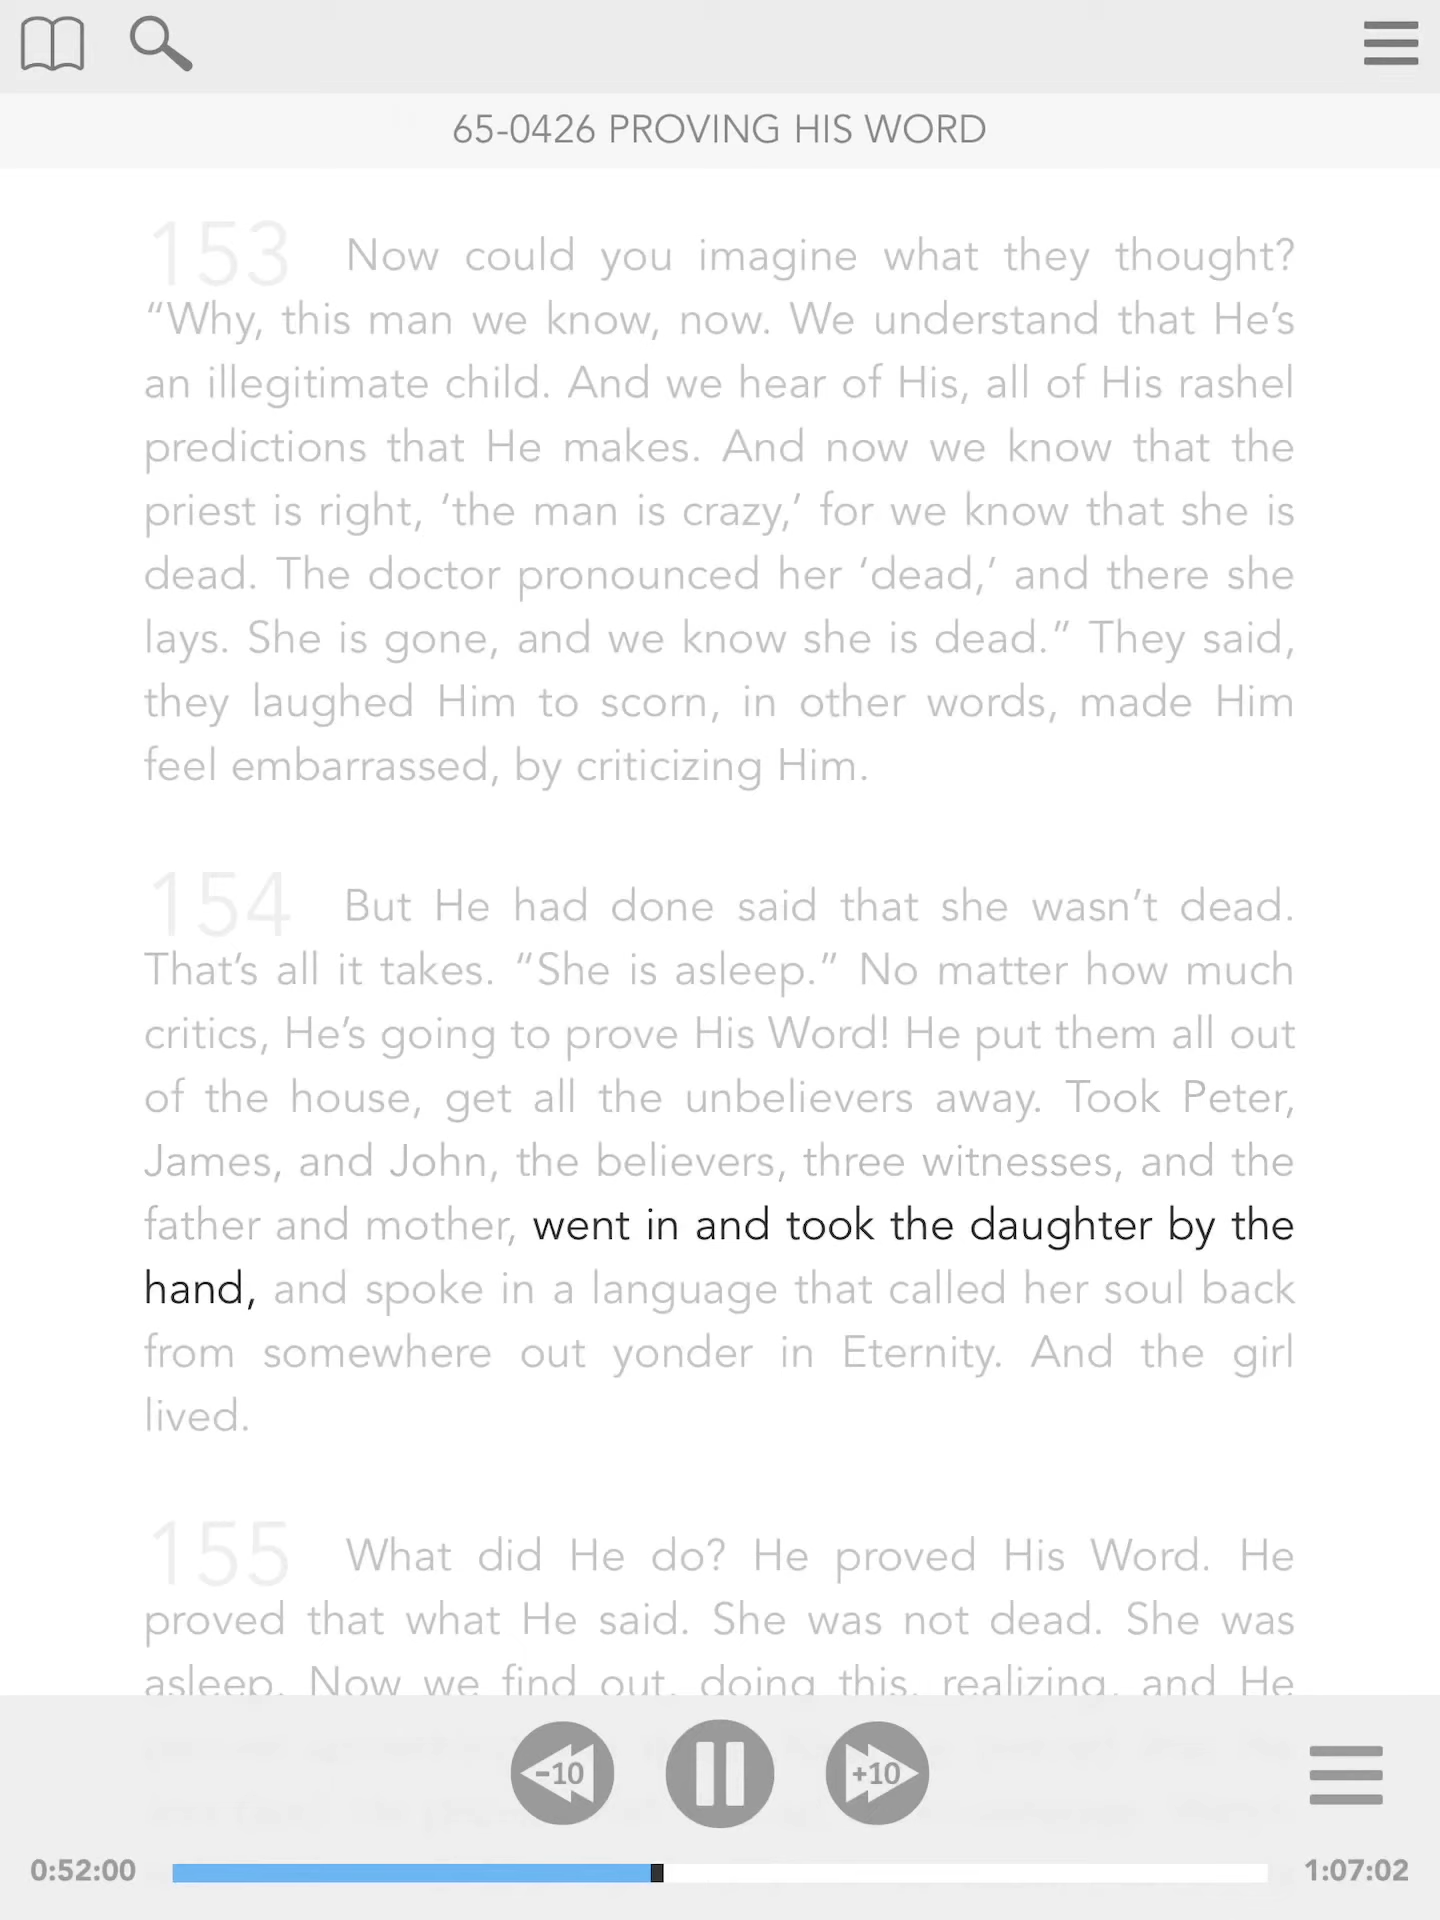 65-0426 PROVING HIS WORD
153 Now could you imagine what they thought?
“Why, this man we know, now. We understand that He’s
an illegitimate child. And we hear of His, all of His rashel
predictions that He makes. And now we know that the
priest is right, ‘the man is crazy,’ for we know that she is
dead. The doctor pronounced her ‘dead,’ and there she
lays. She is gone, and we know she is dead.” They said,
they laughed Him to scorn, in other words, made Him
feel embarrassed, by criticizing Him.
154 But He had done said that she wasn’t dead.
That’s all it takes. “She is asleep.” No matter how much
critics, He’s going to prove His Word! He put them all out
of the house, get all the unbelievers away. Took Peter,
James, and John, the believers, three witnesses, and the
father and mother, went in and took the daughter by the
hand, and spoke in a language that called her soul back
from somewhere out yonder in Eternity. And the girl
lived.
155 What did He do? He proved His Word. He
proved that what He said. She was not dead. She was
asleep. Now we find out, doing this, realizing, and He
-10 +10
0:52:00 1:07:02